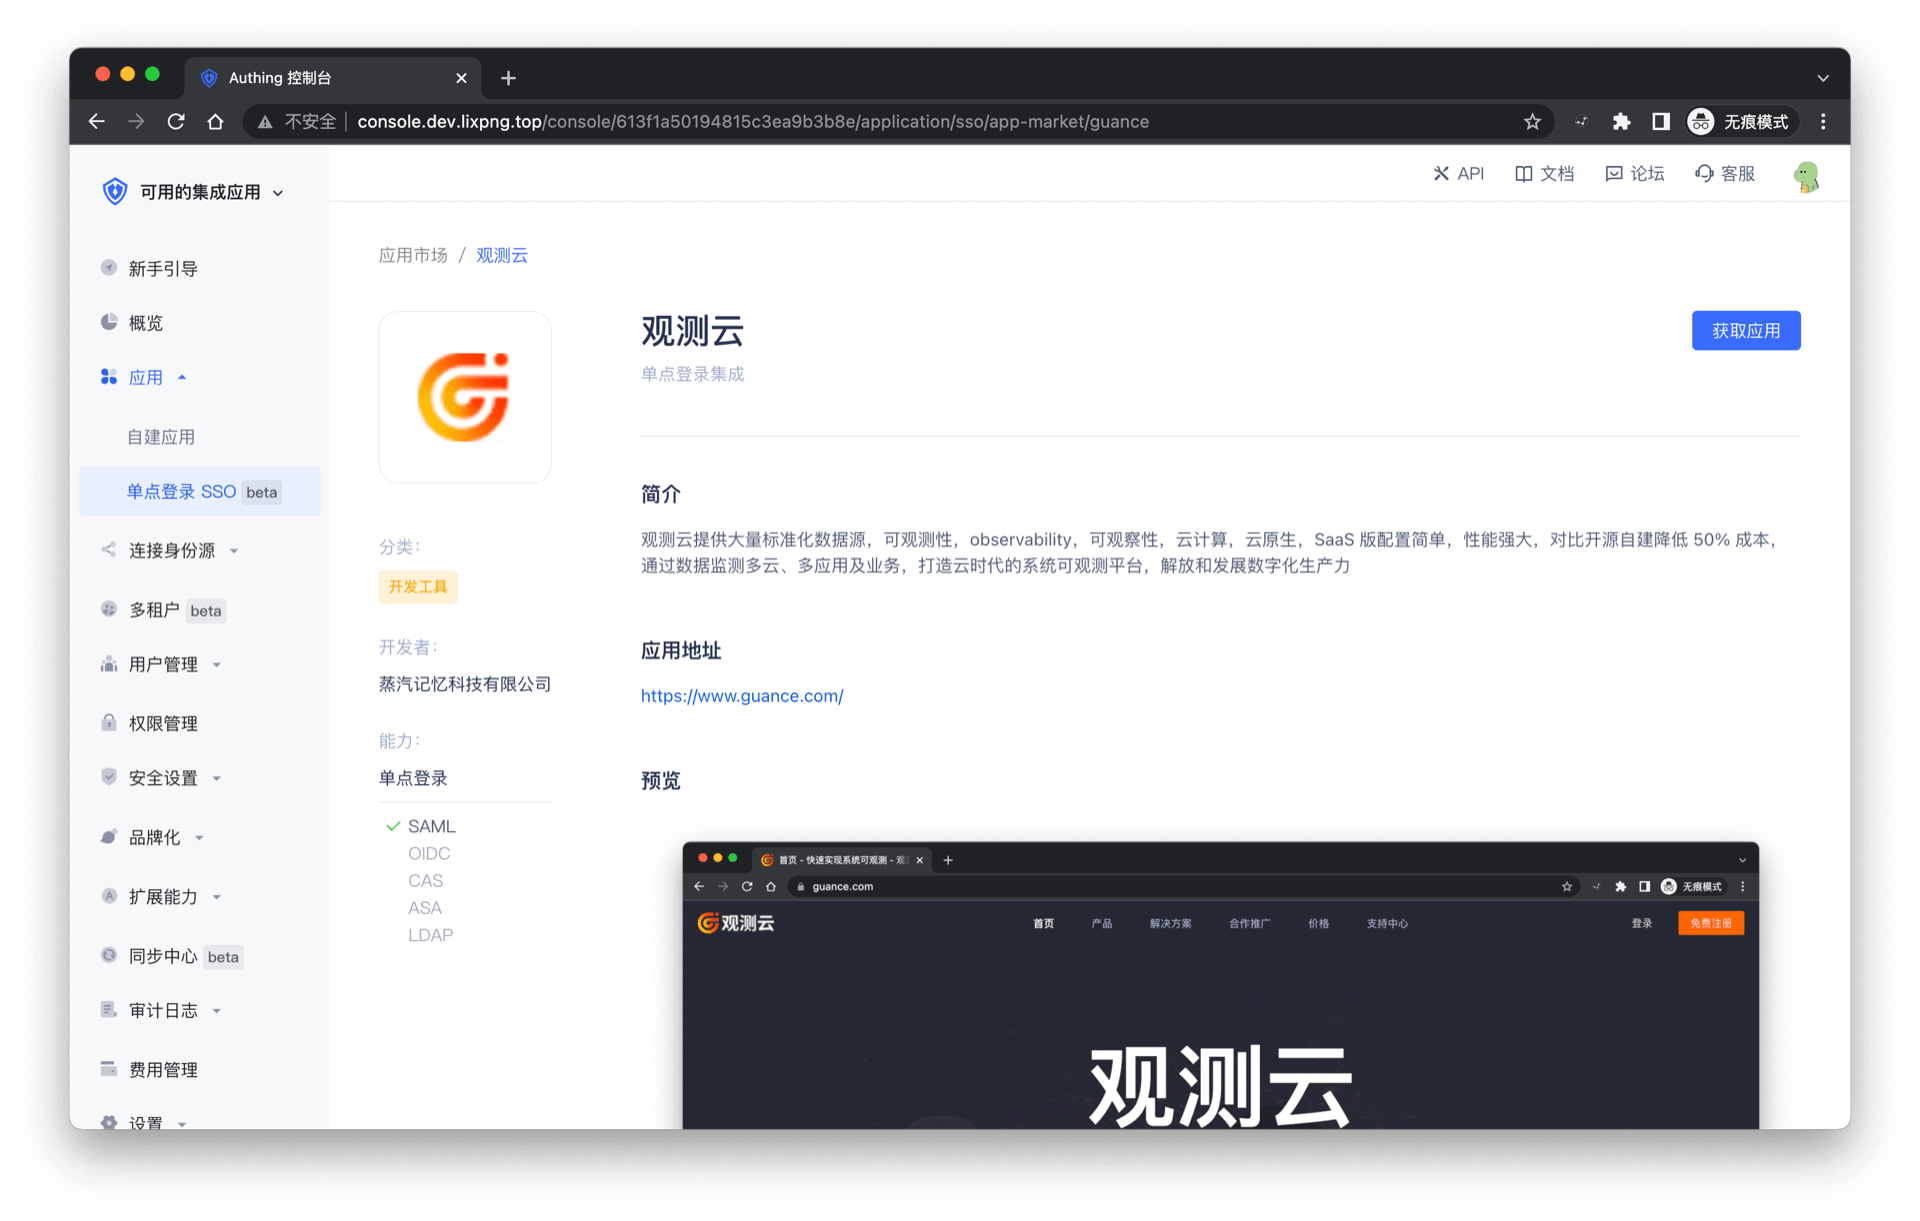 Authing 控制台
不安全 console.dev.lixpng.top/console/613f1a50194815c3ea9b3b8e/application/sso/app-market/guance
无痕模式
可用的集成应用
API 文档 论坛 客服
新手引导
概览
应用
自建应用
单点登录 SSO beta
连接身份源
多租户 beta
用户管理
权限管理
安全设置
品牌化
扩展能力
同步中心 beta
审计日志
费用管理
设置
应用市场 / 观测云
观测云
单点登录集成
获取应用
分类：
开发工具
开发者：
蒸汽记忆科技有限公司
能力：
单点登录
SAML
OIDC
CAS
ASA
LDAP
简介
观测云提供大量标准化数据源，可观测性，observability，可观察性，云计算，云原生，SaaS 版配置简单，性能强大，对比开源自建降低 50% 成本，
通过数据监测多云、多应用及业务，打造云时代的系统可观测平台，解放和发展数字化生产力
应用地址
https://www.guance.com/
预览
首页 - 快速实现系统可观测 - 观
guance.com
无痕模式
观测云
首页 产品 解决方案 合作推广 价格 支持中心 登录 免费注册
观测云